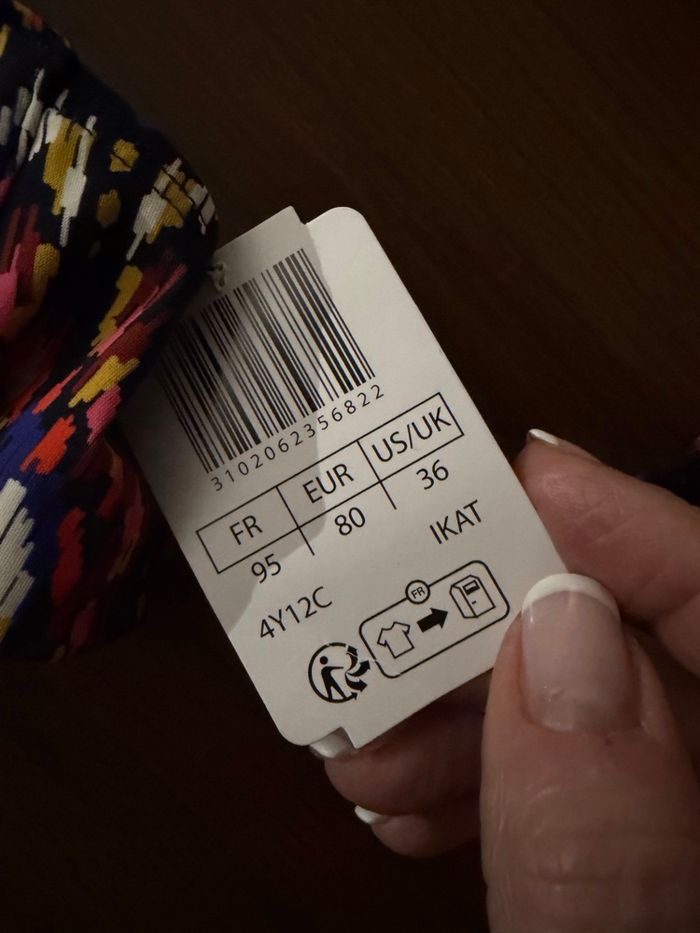 3102062356822
FR EUR US/UK
95 80 36
4Y12C IKAT
FR